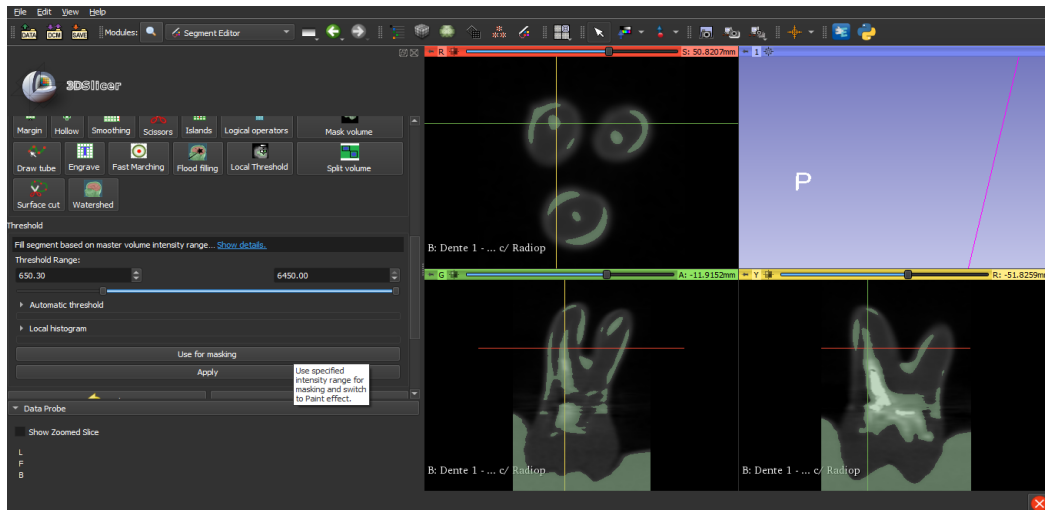 File Edit View Help
DATA DCM SAVE Modules: Segment Editor
3DSlicer
Margin Hollow Smoothing Scissors Islands Logical operators Mask volume
Draw tube Engrave Fast Marching Flood filling Local Threshold Split volume
Surface cut Watershed
Threshold
Fill segment based on master volume intensity range... Show details.
Threshold Range:
650.30 6450.00
Automatic threshold
Local histogram
Use for masking
Apply
Use specified
intensity range for
masking and switch
to Paint effect.
Data Probe
Show Zoomed Slice
L
F
B
R S: 50.8207mm
B: Dente 1 - ... c/ Radiop
1
P
G A: -11.9152mm
B: Dente 1 - ... c/ Radiop
Y R: -51.8259m
B: Dente 1 - ... c/ Radiop